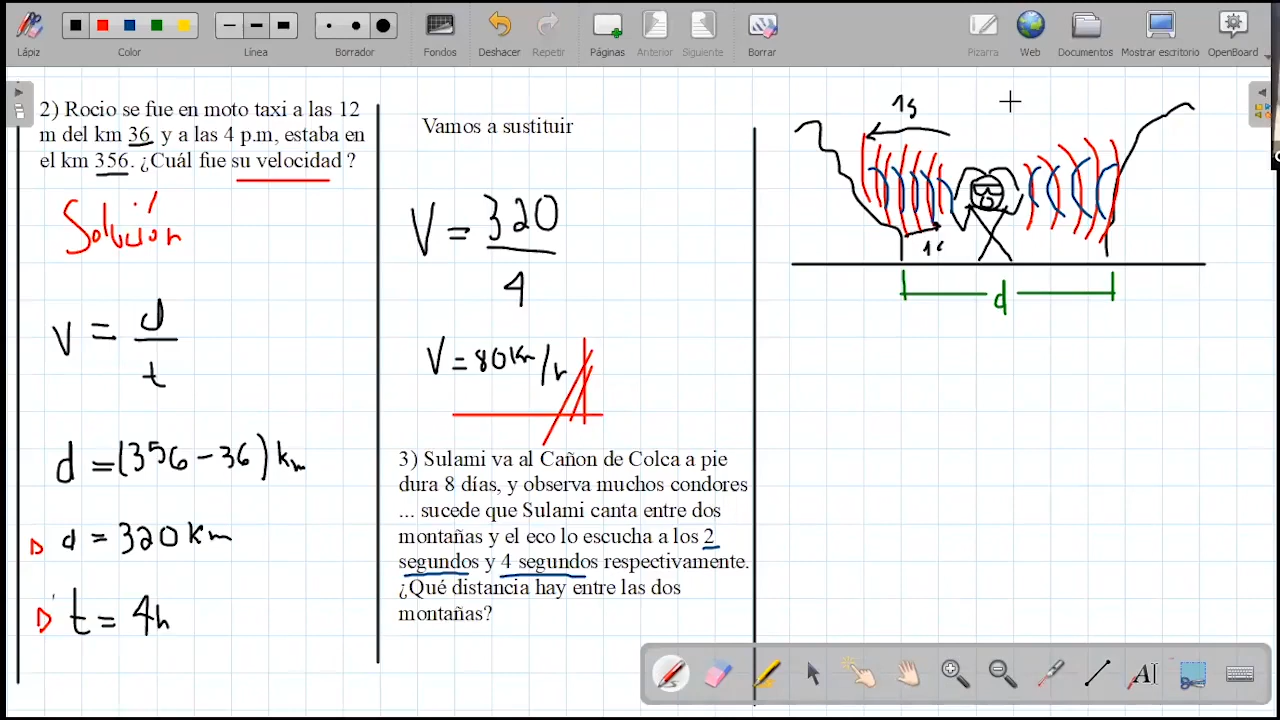 Lápiz
Color
Línea
Borrador
Fondos
Deshacer
Repetir
Páginas
Anterior
Siguiente
Borrar
Pizarra
Web
Documentos
Mostrar escritorio
OpenBoard
2) Rocio se fue en moto taxi a las 12
m del km 36 y a las 4 p.m, estaba en
el km 356. ¿Cuál fue su velocidad ?
Solución
V = d/t
d = (356 - 36) km
d = 320 km
t = 4h
Vamos a sustituir
V = 320/4
V = 80 km/h
3) Sulami va al Cañon de Colca a pie
dura 8 días, y observa muchos condores
... sucede que Sulami canta entre dos
montañas y el eco lo escucha a los 2
segundos y 4 segundos respectivamente.
¿Qué distancia hay entre las dos
montañas?
1s
d